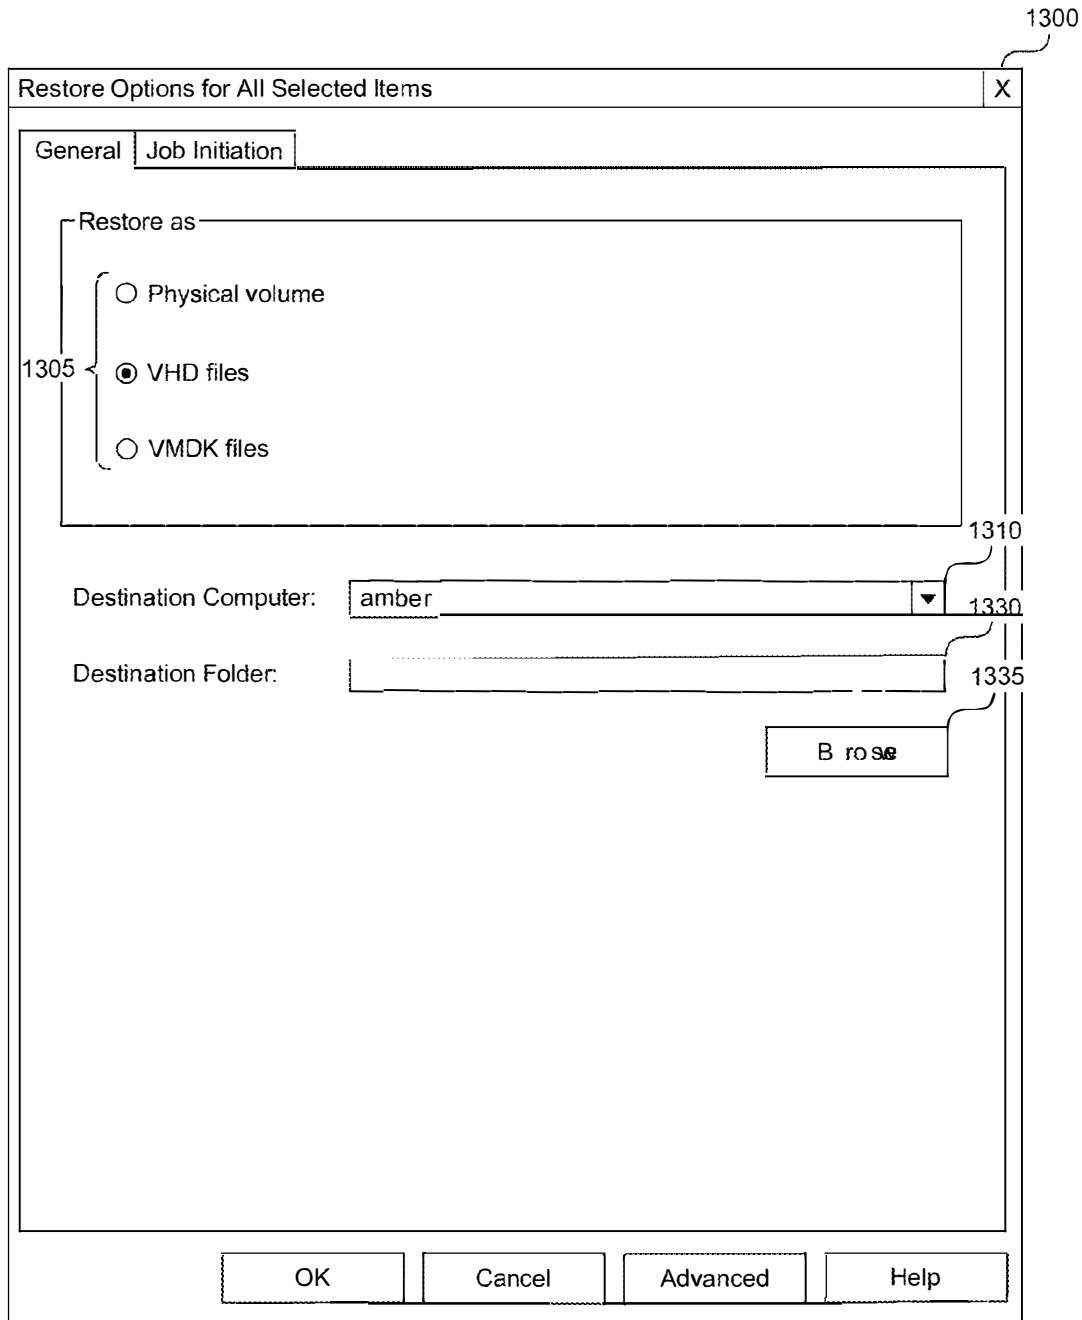 1300
Restore Options for All Selected Items X
General Job Initiation
Restore as
Physical volume
1305
VHD files
VMDK files
1310
Destination Computer: amber
1330
Destination Folder:
1335
Browse
OK Cancel Advanced Help